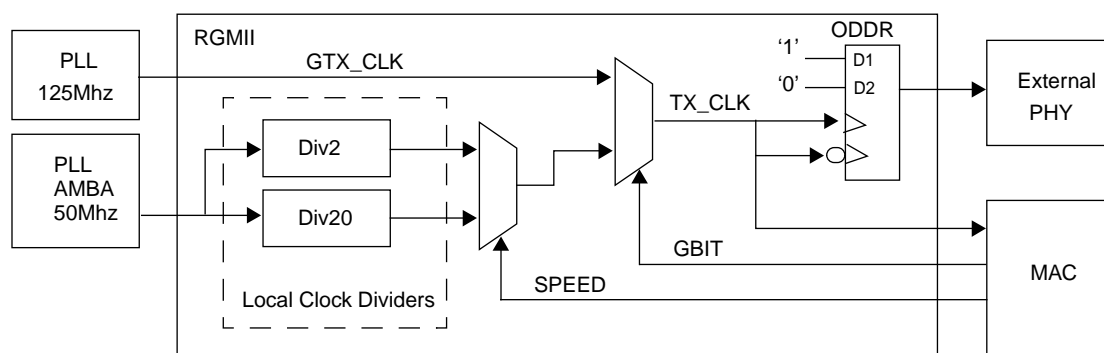 RGMII
ODDR
PLL
125Mhz
GTX_CLK
‘1’
D1
‘0’
D2
External
PHY
TX_CLK
PLL
AMBA
50Mhz
Div2
Div20
Local Clock Dividers
GBIT
SPEED
MAC